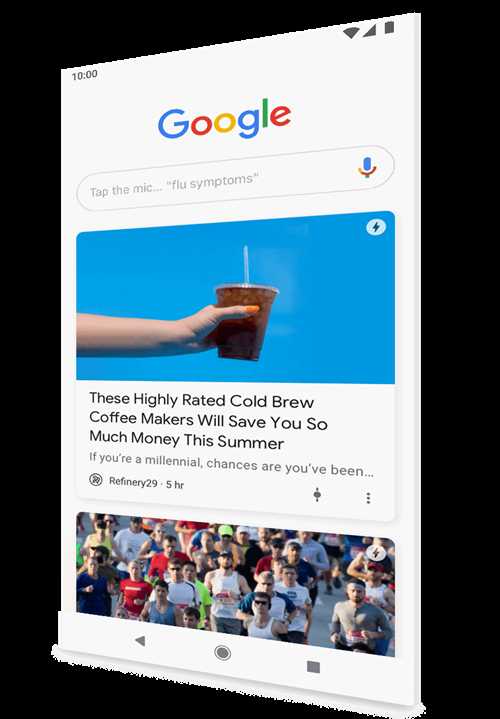 10:00
Google
Tap the mic... "flu symptoms"
These Highly Rated Cold Brew
Coffee Makers Will Save You So
Much Money This Summer
If you're a millennial, chances are you've been...
Refinery29 · 5 hr